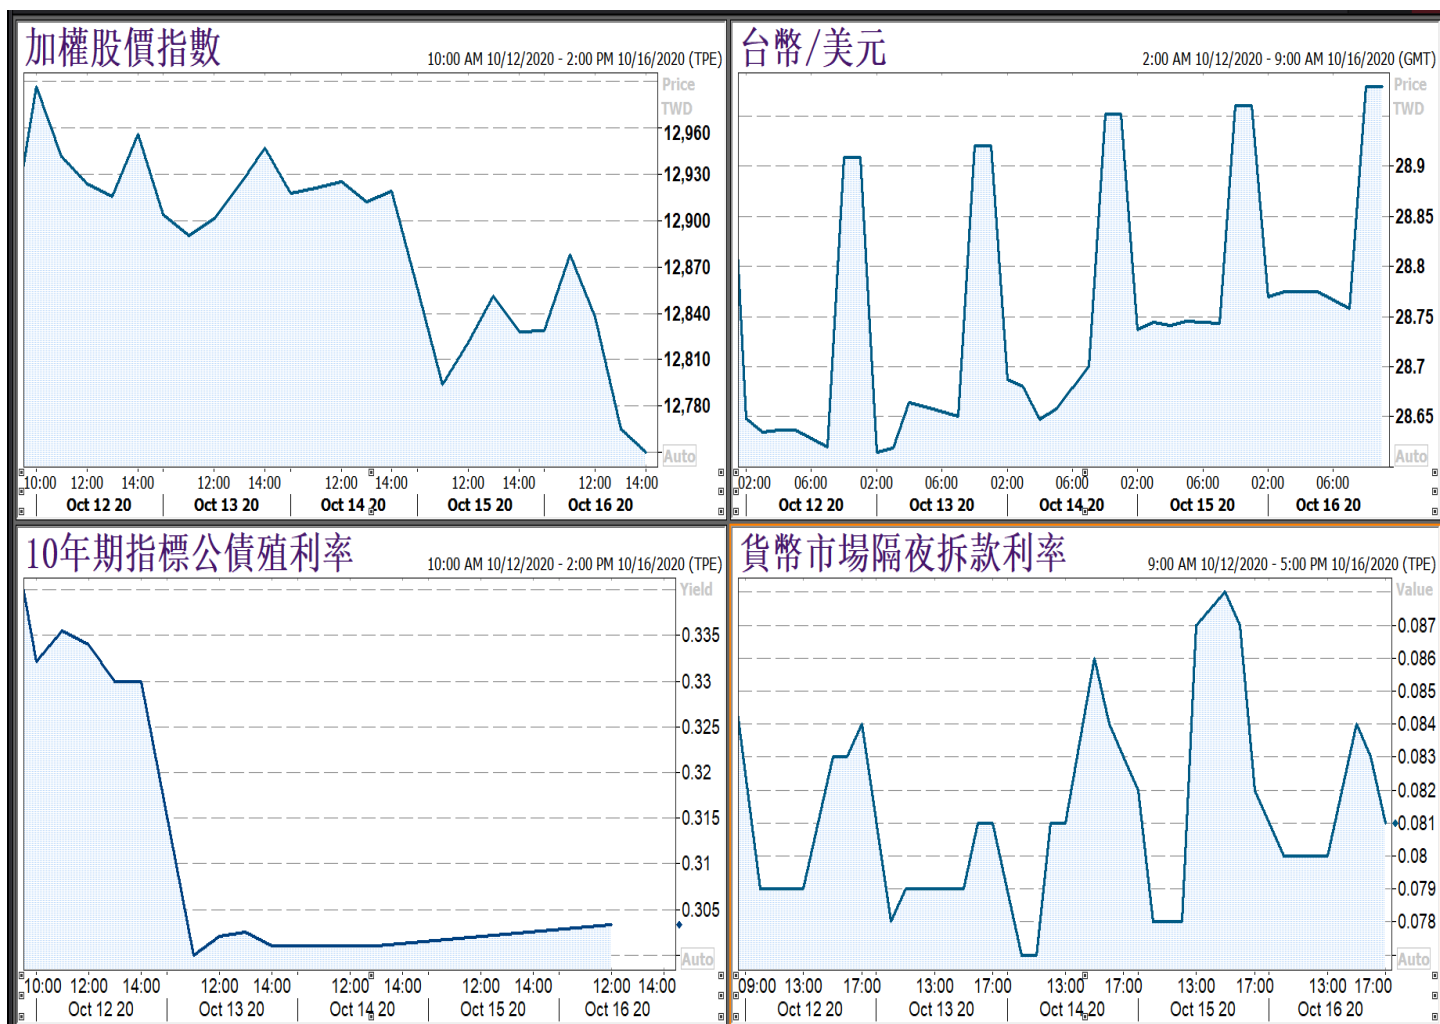 加權股價指數
10:00 AM 10/12/2020 - 2:00 PM 10/16/2020 (TPE)
Price
TWD
12,960
12,930
12,900
12,870
12,840
12,810
12,780
Auto
10:00 12:00 14:00 12:00 14:00 12:00 14:00 12:00 14:00 12:00 14:00
Oct 12 20 Oct 13 20 Oct 14 20 Oct 15 20 Oct 16 20
台幣/美元
2:00 AM 10/12/2020 - 9:00 AM 10/16/2020 (GMT)
Price
TWD
28.9
28.85
28.8
28.75
28.7
28.65
Auto
02:00 06:00 02:00 06:00 02:00 06:00 02:00 06:00 02:00 06:00
Oct 12 20 Oct 13 20 Oct 14 20 Oct 15 20 Oct 16 20
10年期指標公債殖利率
10:00 AM 10/12/2020 - 2:00 PM 10/16/2020 (TPE)
Yield
0.335
0.33
0.325
0.32
0.315
0.31
0.305
Auto
10:00 12:00 14:00 12:00 14:00 12:00 14:00 12:00 14:00 12:00 14:00
Oct 12 20 Oct 13 20 Oct 14 20 Oct 15 20 Oct 16 20
貨幣市場隔夜拆款利率
9:00 AM 10/12/2020 - 5:00 PM 10/16/2020 (TPE)
Value
0.087
0.086
0.085
0.084
0.083
0.082
0.081
0.08
0.079
0.078
Auto
09:00 13:00 17:00 13:00 17:00 13:00 17:00 13:00 17:00 13:00 17:00
Oct 12 20 Oct 13 20 Oct 14 20 Oct 15 20 Oct 16 20